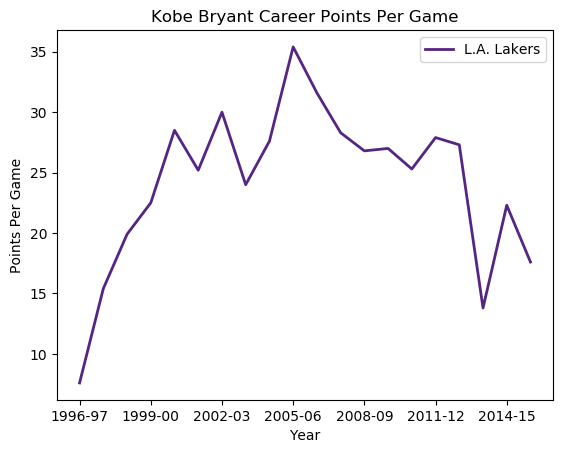 Kobe Bryant Career Points Per Game
L.A. Lakers
35
30
25
20
15
10
Points Per Game
1996-97 1999-00 2002-03 2005-06 2008-09 2011-12 2014-15
Year